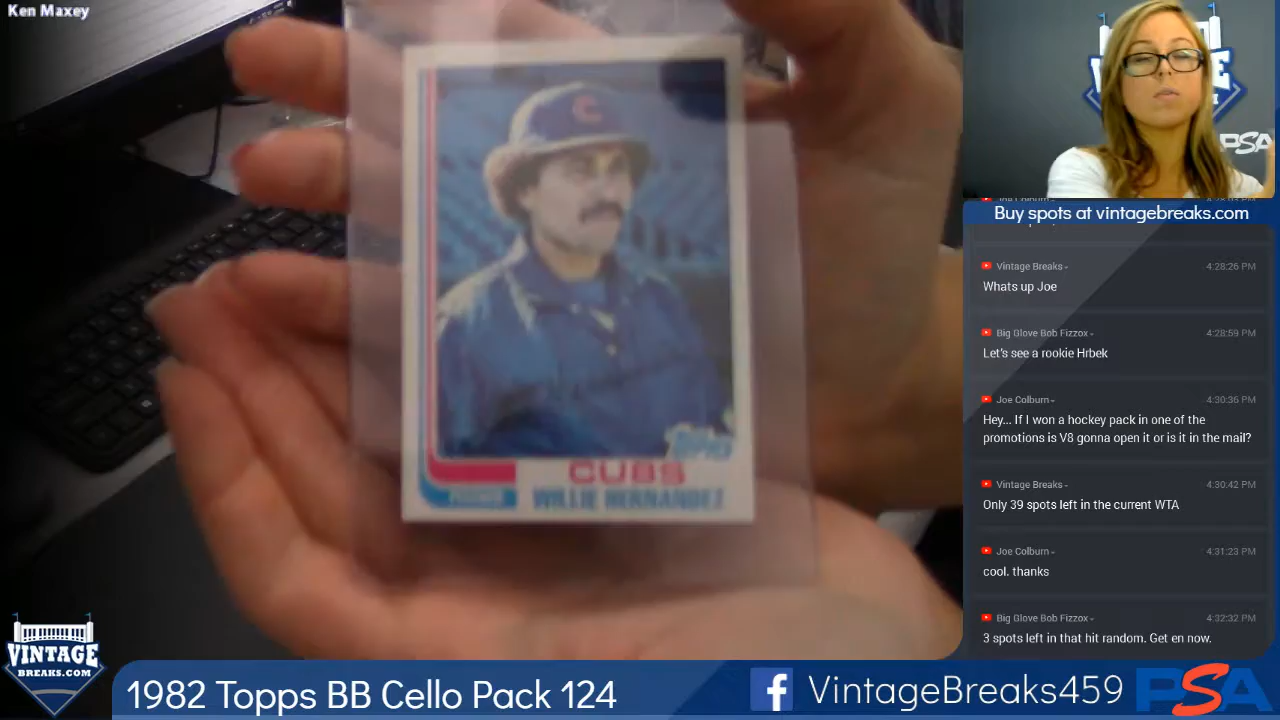 Ken Maxey
C
Topps
CUBS
PITCHER
WILLIE HERNANDEZ
PSA
Buy spots at vintagebreaks.com
Vintage Breaks
4:28:26 PM
Whats up Joe
Big Glove Bob Fizzox
4:28:59 PM
Let's see a rookie Hrbek
Joe Colburn
4:30:36 PM
Hey... If I won a hockey pack in one of the
promotions is V8 gonna open it or is it in the mail?
Vintage Breaks
4:30:42 PM
Only 39 spots left in the current WTA
Joe Colburn
4:31:23 PM
cool. thanks
Big Glove Bob Fizzox
4:32:32 PM
3 spots left in that hit random. Get en now.
VINTAGE
BREAKS.COM
1982 Topps BB Cello Pack 124
f VintageBreaks459
PSA